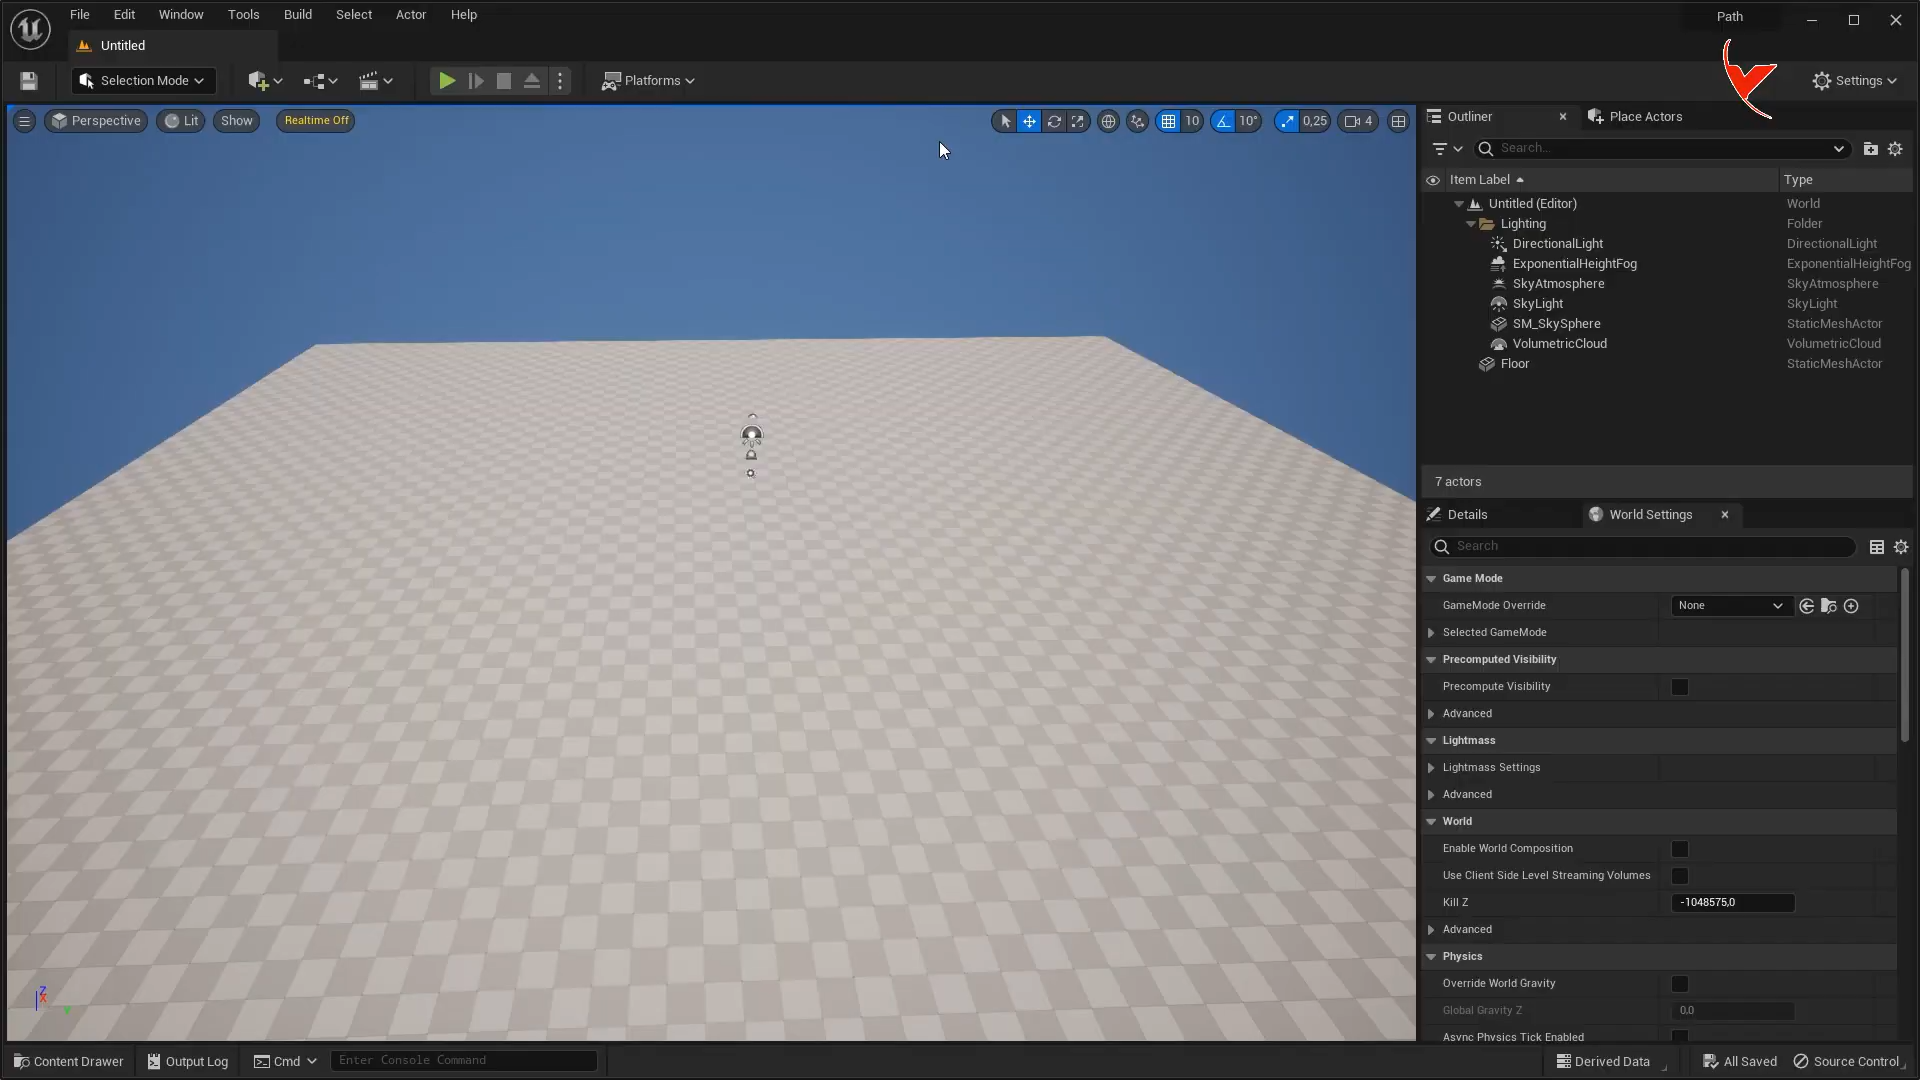 File Edit Window Tools Build Select Actor Help
Path
Untitled
Selection Mode
Platforms
Settings
Perspective Lit Show Realtime Off
10 10° 0,25 4
Outliner
Place Actors
Search...
Item Label Type
Untitled (Editor) World
Lighting Folder
DirectionalLight DirectionalLight
ExponentialHeightFog ExponentialHeightFog
SkyAtmosphere SkyAtmosphere
SkyLight SkyLight
SM_SkySphere StaticMeshActor
VolumetricCloud VolumetricCloud
Floor StaticMeshActor
7 actors
Details World Settings
Search
Game Mode
GameMode Override None
Selected GameMode
Precomputed Visibility
Precompute Visibility
Advanced
Lightmass
Lightmass Settings
Advanced
World
Enable World Composition
Use Client Side Level Streaming Volumes
Kill Z -1048575,0
Advanced
Physics
Override World Gravity
Global Gravity Z 0,0
Async Physics Tick Enabled
Z
X
Y
Content Drawer Output Log Cmd Enter Console Command
Derived Data All Saved Source Control